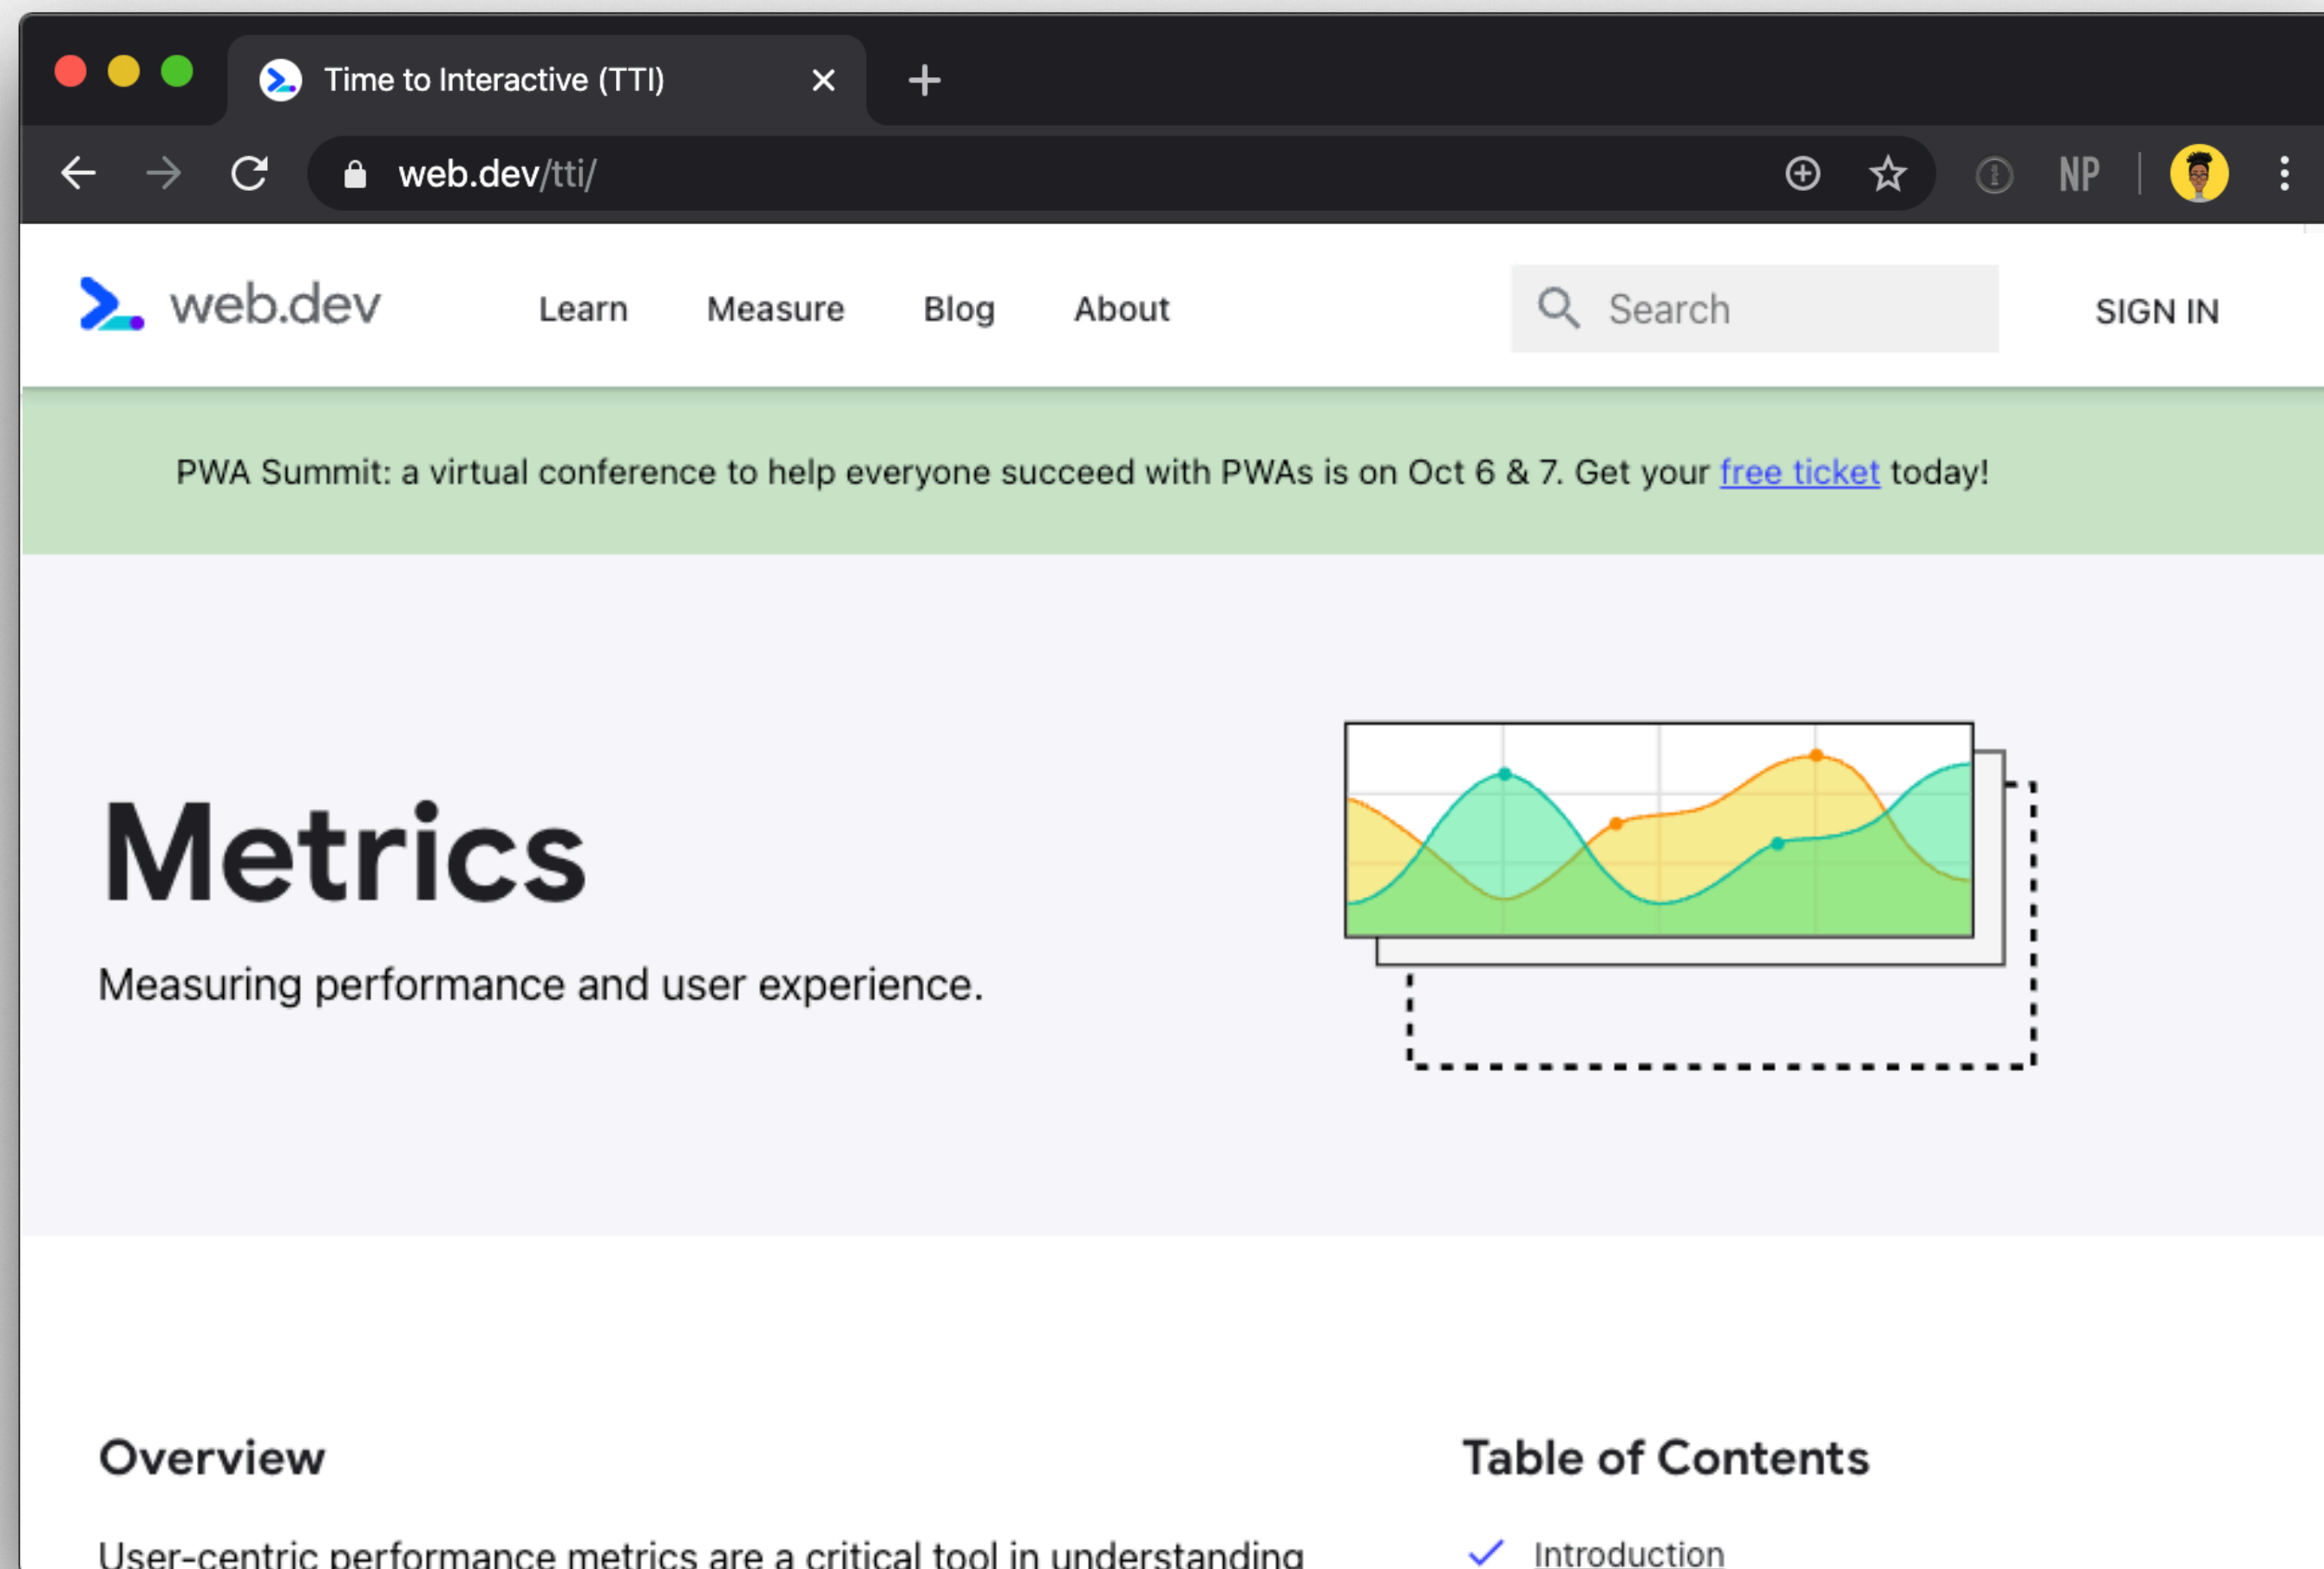 Time to Interactive (TTI)
web.dev/tti/
NP
web.dev
Learn
Measure
Blog
About
Search
SIGN IN
PWA Summit: a virtual conference to help everyone succeed with PWAs is on Oct 6 & 7. Get your free ticket today!
Metrics
Measuring performance and user experience.
Overview
Table of Contents
User-centric performance metrics are a critical tool in understanding
Introduction